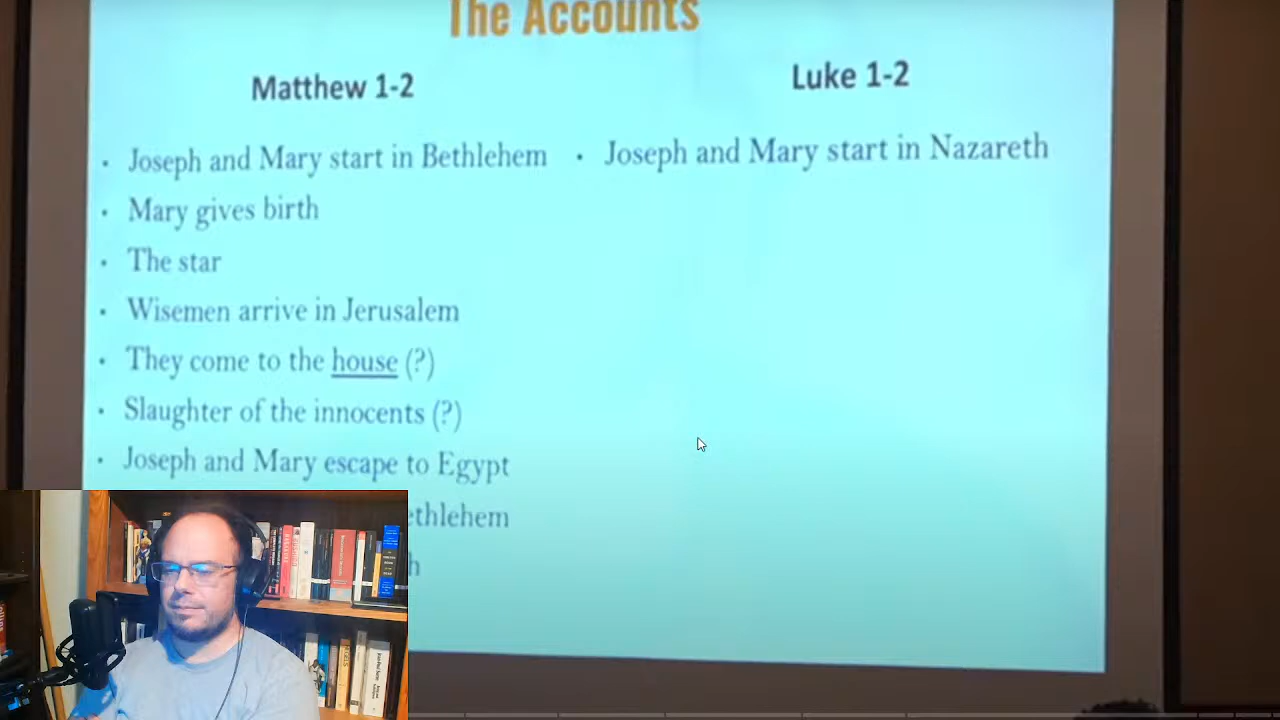 The Accounts
Matthew 1-2
• Joseph and Mary start in Bethlehem
• Mary gives birth
• The star
• Wisemen arrive in Jerusalem
• They come to the house (?)
• Slaughter of the innocents (?)
• Joseph and Mary escape to Egypt
ethlehem
h
Luke 1-2
• Joseph and Mary start in Nazareth